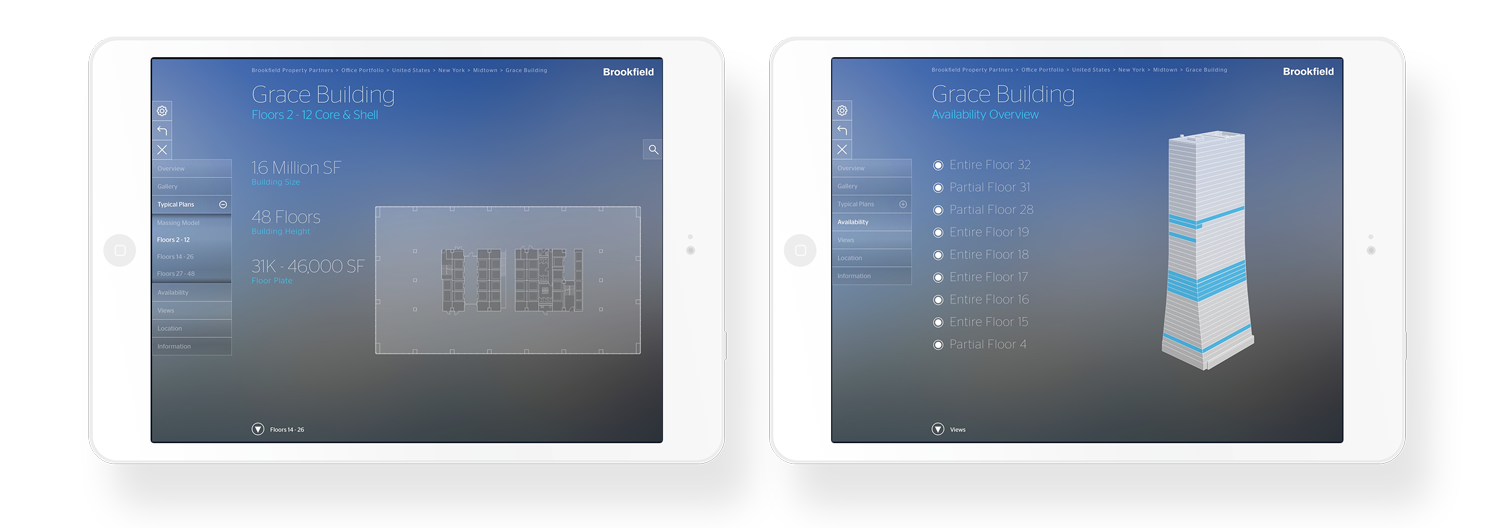 Brookfield Property Partners > Office Portfolio > United States > New York > Midtown > Grace Building
Brookfield
Grace Building
Floors 2 - 12 Core & Shell
1.6 Million SF
Building Size
48 Floors
Building Height
31K - 46,000 SF
Floor Plate
Overview
Gallery
Typical Plans
Massing Model
Floors 2 - 12
Floors 14 - 26
Floors 27 - 48
Availability
Views
Location
Information
Floors 14 - 26
Brookfield Property Partners > Office Portfolio > United States > New York > Midtown > Grace Building
Brookfield
Grace Building
Availability Overview
Overview
Gallery
Typical Plans
Availability
Views
Location
Information
Entire Floor 32
Partial Floor 31
Partial Floor 28
Entire Floor 19
Entire Floor 18
Entire Floor 17
Entire Floor 16
Entire Floor 15
Partial Floor 4
Views